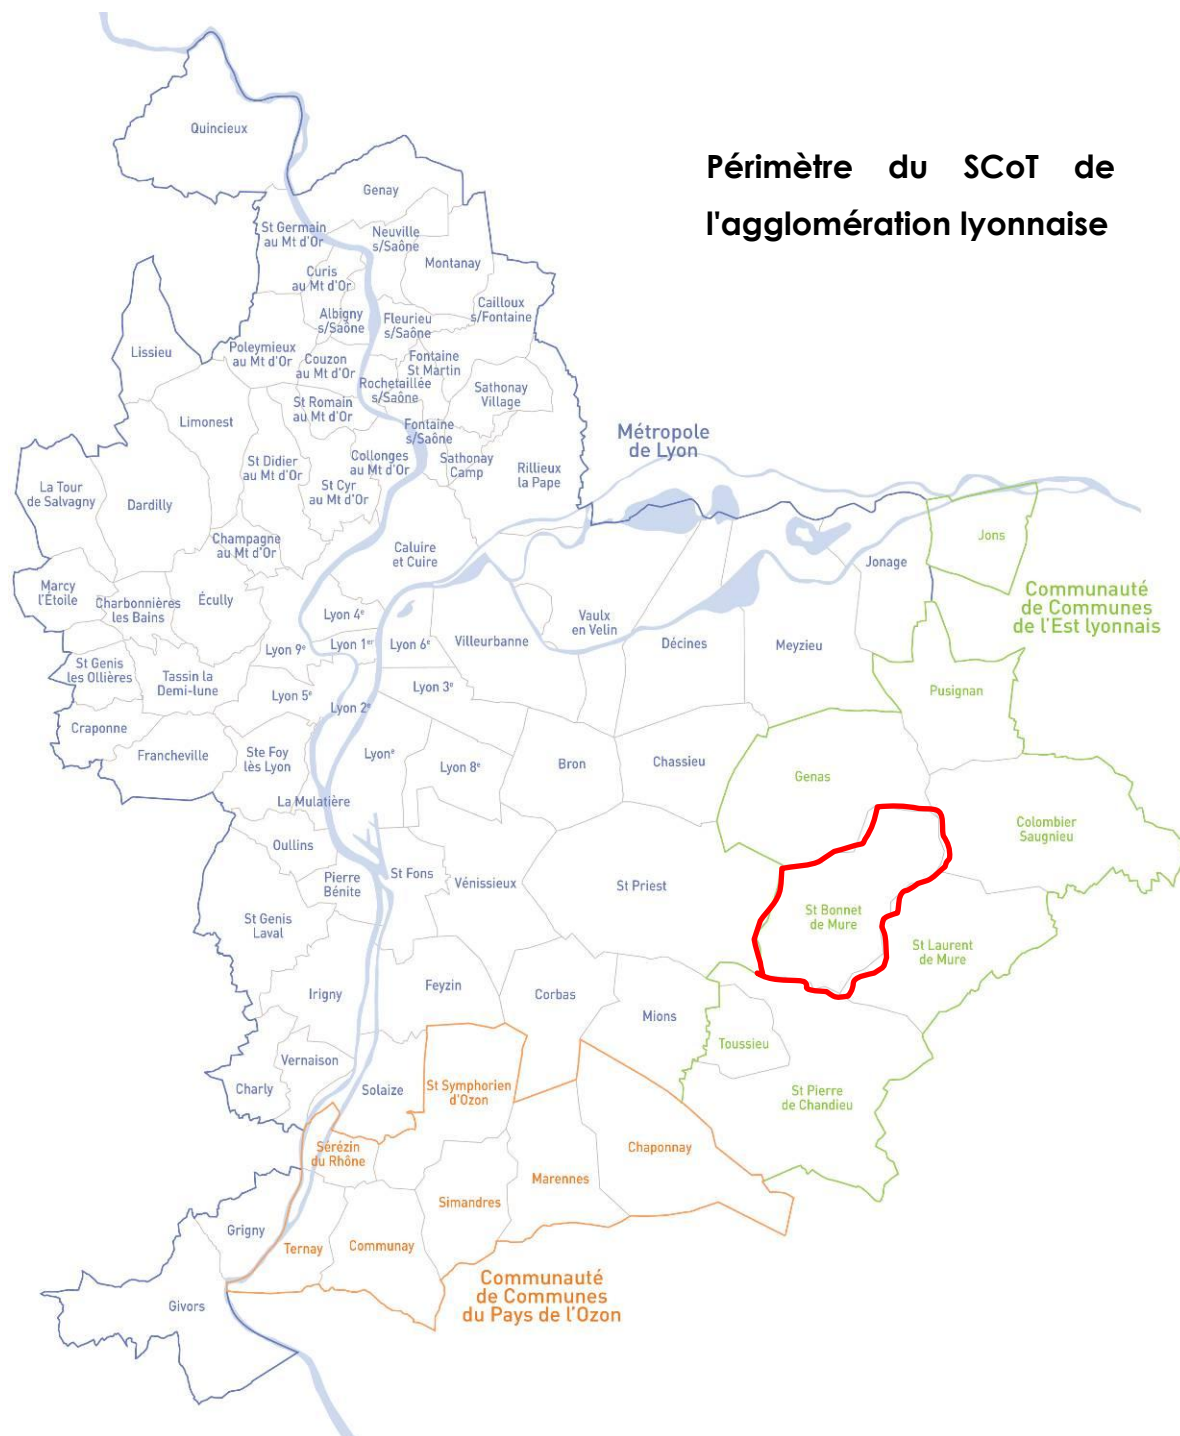 Périmètre du SCoT de
l'agglomération lyonnaise
Quincieux
Genay
St Germain
au Mt d'Or
Neuville
s/Saône
Montanay
Curis
au Mt d'Or
Cailloux
s/Fontaine
Albigny
s/Saône
Fleurieu
s/Saône
Lissieu
Poleymieux
au Mt d'Or
Couzon
au Mt d'Or
Fontaine
St Martin
Rochetaillée
s/Saône
Sathonay
Village
Limonest
St Romain
au Mt d'Or
Fontaine
s/Saône
Métropole
de Lyon
St Didier
au Mt d'Or
Collonges
au Mt d'Or
Sathonay
Camp
Rillieux
la Pape
La Tour
de Salvagny
Dardilly
St Cyr
au Mt d'Or
Champagne
au Mt d'Or
Caluire
et Cuire
Jons
Jonage
Marcy
l'Étoile
Charbonnières
les Bains
Écully
Communauté
de Communes
de l'Est lyonnais
Lyon 4e
Vaulx
en Velin
Lyon 9e
Lyon 1er
Lyon 6e
Villeurbanne
Décines
Meyzieu
St Genis
les Ollières
Tassin la
Demi-lune
Lyon 5e
Lyon 3e
Pusignan
Lyon 2e
Craponne
Francheville
Ste Foy
lès Lyon
Lyone
Lyon 8e
Bron
Chassieu
Genas
La Mulatière
Colombier
Saugnieu
Oullins
Pierre
Bénite
St Fons
Vénissieux
St Priest
St Bonnet
de Mure
St Genis
Laval
St Laurent
de Mure
Irigny
Feyzin
Corbas
Mions
Toussieu
Vernaison
Charly
Solaize
St Symphorien
d'Ozon
St Pierre
de Chandieu
Sérézin
du Rhône
Chaponnay
Marennes
Simandres
Grigny
Ternay
Communay
Givors
Communauté
de Communes
du Pays de l'Ozon